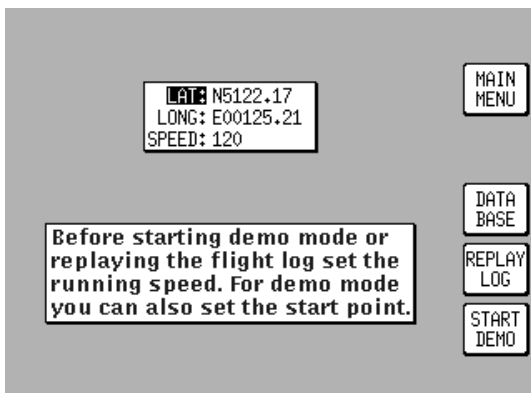 LAT: N5122.17
LONG: E00125.21
SPEED: 120
Before starting demo mode or
replaying the flight log set the
running speed. For demo mode
you can also set the start point.
MAIN
MENU
DATA
BASE
REPLAY
LOG
START
DEMO